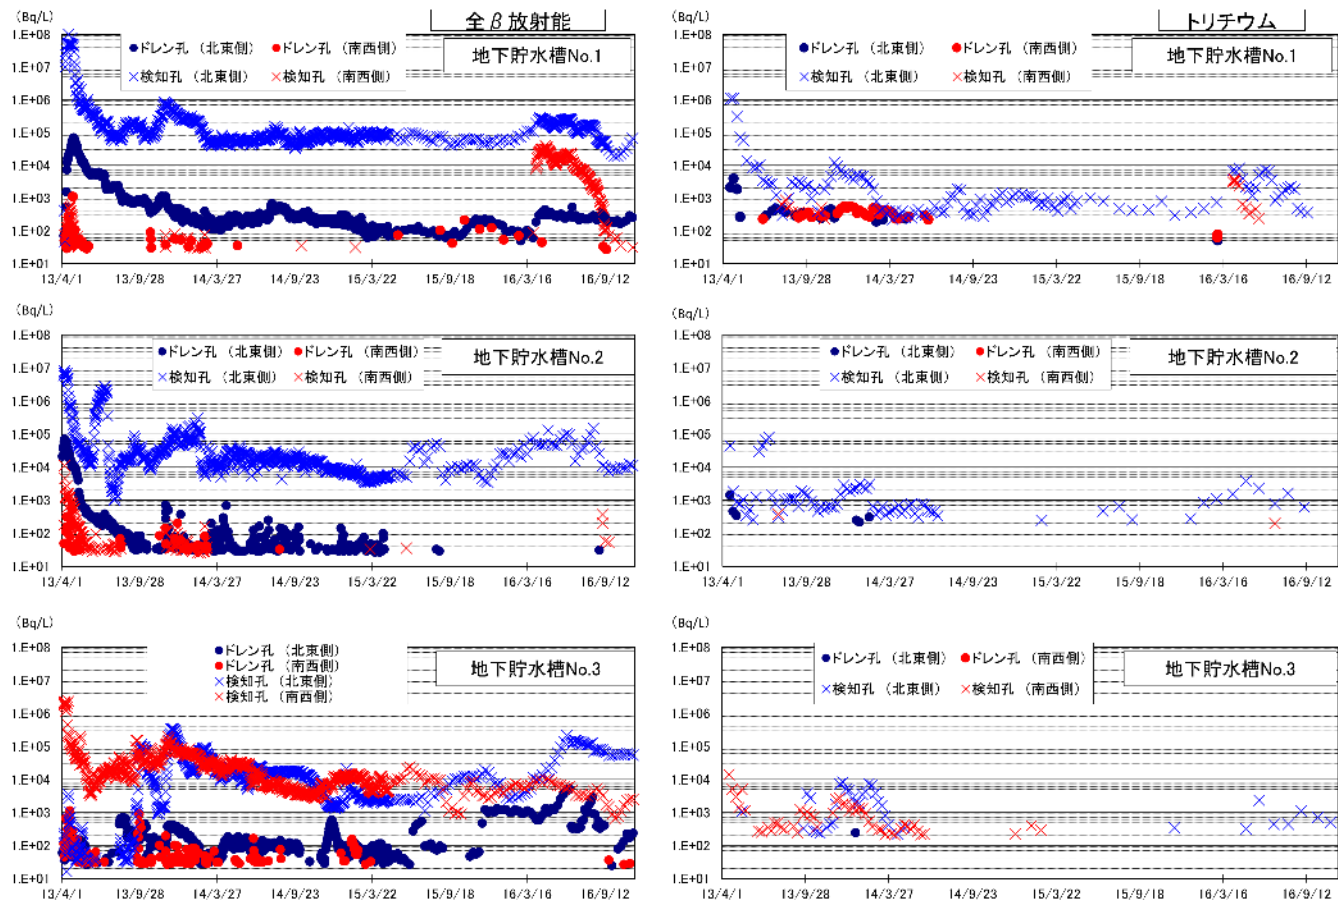 (Bq/L)
全β放射能
1.E+08
1.E+07
1.E+06
1.E+05
1.E+04
1.E+03
1.E+02
1.E+01
●ドレン孔 (北東側) ●ドレン孔 (南西側)
×検知孔 (北東側) ×検知孔 (南西側)
地下貯水槽No.1
13/4/1 13/9/28 14/3/27 14/9/23 15/3/22 15/9/18 16/3/16 16/9/12
(Bq/L)
トリチウム
1.E+08
1.E+07
1.E+06
1.E+05
1.E+04
1.E+03
1.E+02
1.E+01
●ドレン孔 (北東側) ●ドレン孔 (南西側)
×検知孔 (北東側) ×検知孔 (南西側)
地下貯水槽No.1
13/4/1 13/9/28 14/3/27 14/9/23 15/3/22 15/9/18 16/3/16 16/9/12
(Bq/L)
1.E+08
1.E+07
1.E+06
1.E+05
1.E+04
1.E+03
1.E+02
1.E+01
●ドレン孔 (北東側) ●ドレン孔 (南西側)
×検知孔 (北東側) ×検知孔 (南西側)
地下貯水槽No.2
13/4/1 13/9/28 14/3/27 14/9/23 15/3/22 15/9/18 16/3/16 16/9/12
(Bq/L)
1.E+08
1.E+07
1.E+06
1.E+05
1.E+04
1.E+03
1.E+02
1.E+01
●ドレン孔 (北東側) ●ドレン孔 (南西側)
×検知孔 (北東側) ×検知孔 (南西側)
地下貯水槽No.2
13/4/1 13/9/28 14/3/27 14/9/23 15/3/22 15/9/18 16/3/16 16/9/12
(Bq/L)
1.E+08
1.E+07
1.E+06
1.E+05
1.E+04
1.E+03
1.E+02
1.E+01
●ドレン孔 (北東側)
●ドレン孔 (南西側)
×検知孔 (北東側)
×検知孔 (南西側)
地下貯水槽No.3
13/4/1 13/9/28 14/3/27 14/9/23 15/3/22 15/9/18 16/3/16 16/9/12
(Bq/L)
1.E+08
1.E+07
1.E+06
1.E+05
1.E+04
1.E+03
1.E+02
1.E+01
●ドレン孔 (北東側) ●ドレン孔 (南西側)
×検知孔 (北東側) ×検知孔 (南西側)
地下貯水槽No.3
13/4/1 13/9/28 14/3/27 14/9/23 15/3/22 15/9/18 16/3/16 16/9/12